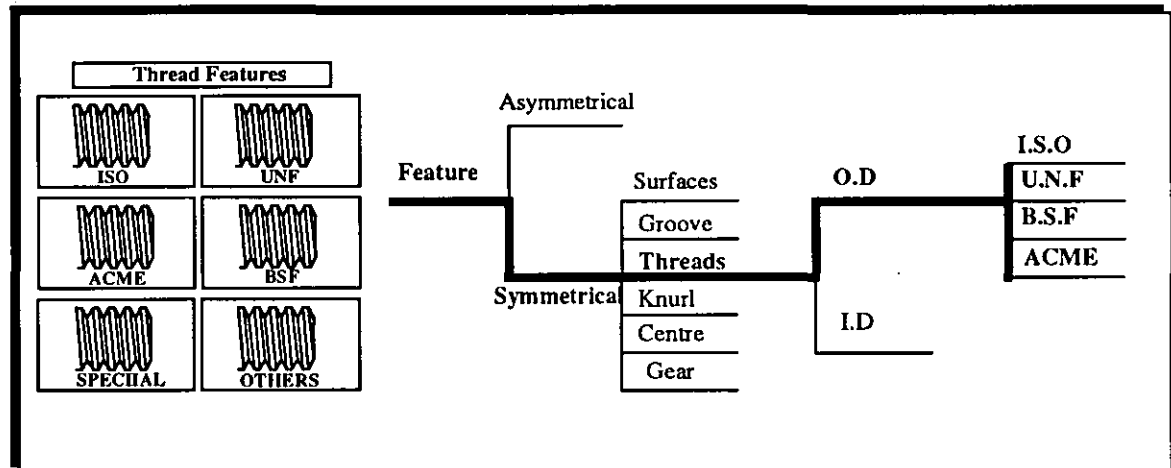 Thread Features
ISO
UNF
ACME
BSF
SPECIIAL
OTHERS
Feature
Asymmetrical
Symmetrical
Surfaces
Groove
Threads
Knurl
Centre
Gear
O.D
I.D
I.S.O
U.N.F
B.S.F
ACME